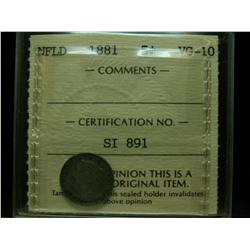 NFLD 1881 5¢ VG-10
— COMMENTS —
— CERTIFICATION NO. —
SI 891
OPINION THIS IS A
ORIGINAL ITEM.
this sealed holder invalidates
above opinion